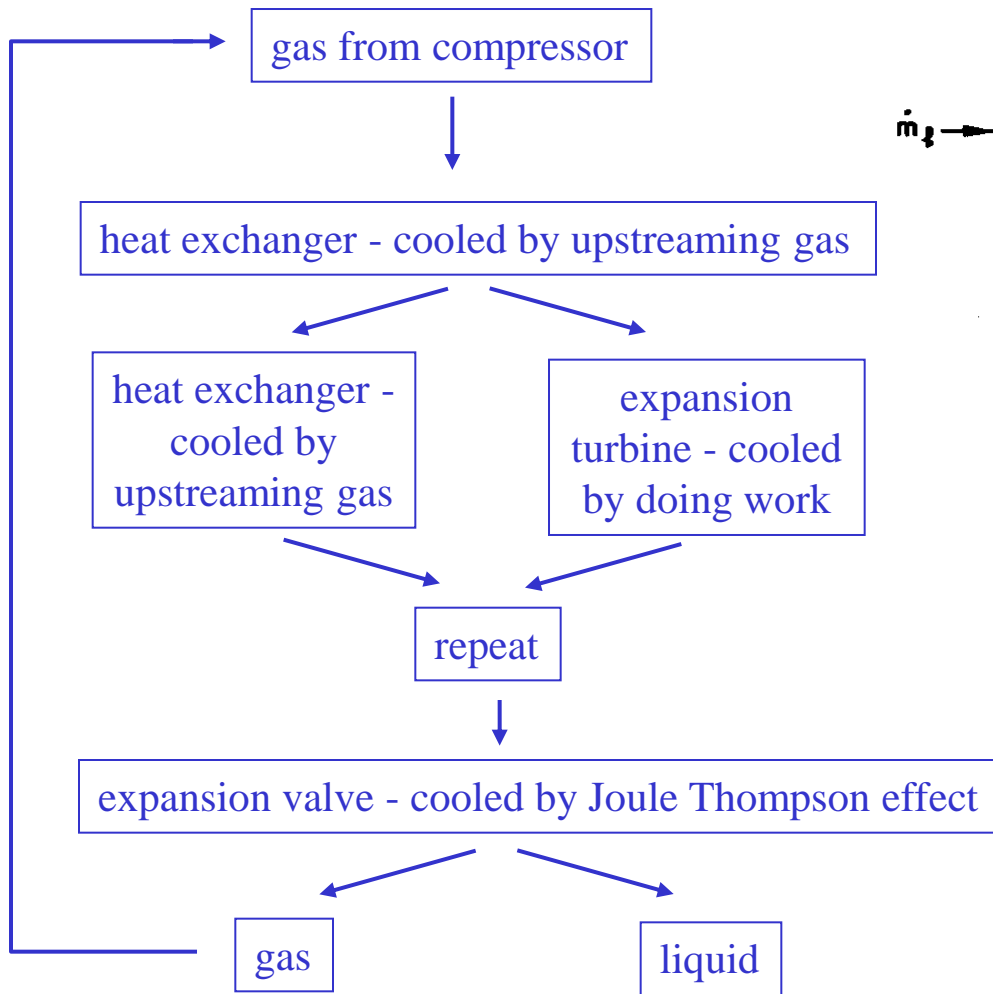 gas from compressor
ṁ
heat exchanger - cooled by upstreaming gas
heat exchanger -
cooled by
upstreaming gas
expansion
turbine - cooled
by doing work
repeat
expansion valve - cooled by Joule Thompson effect
gas
liquid